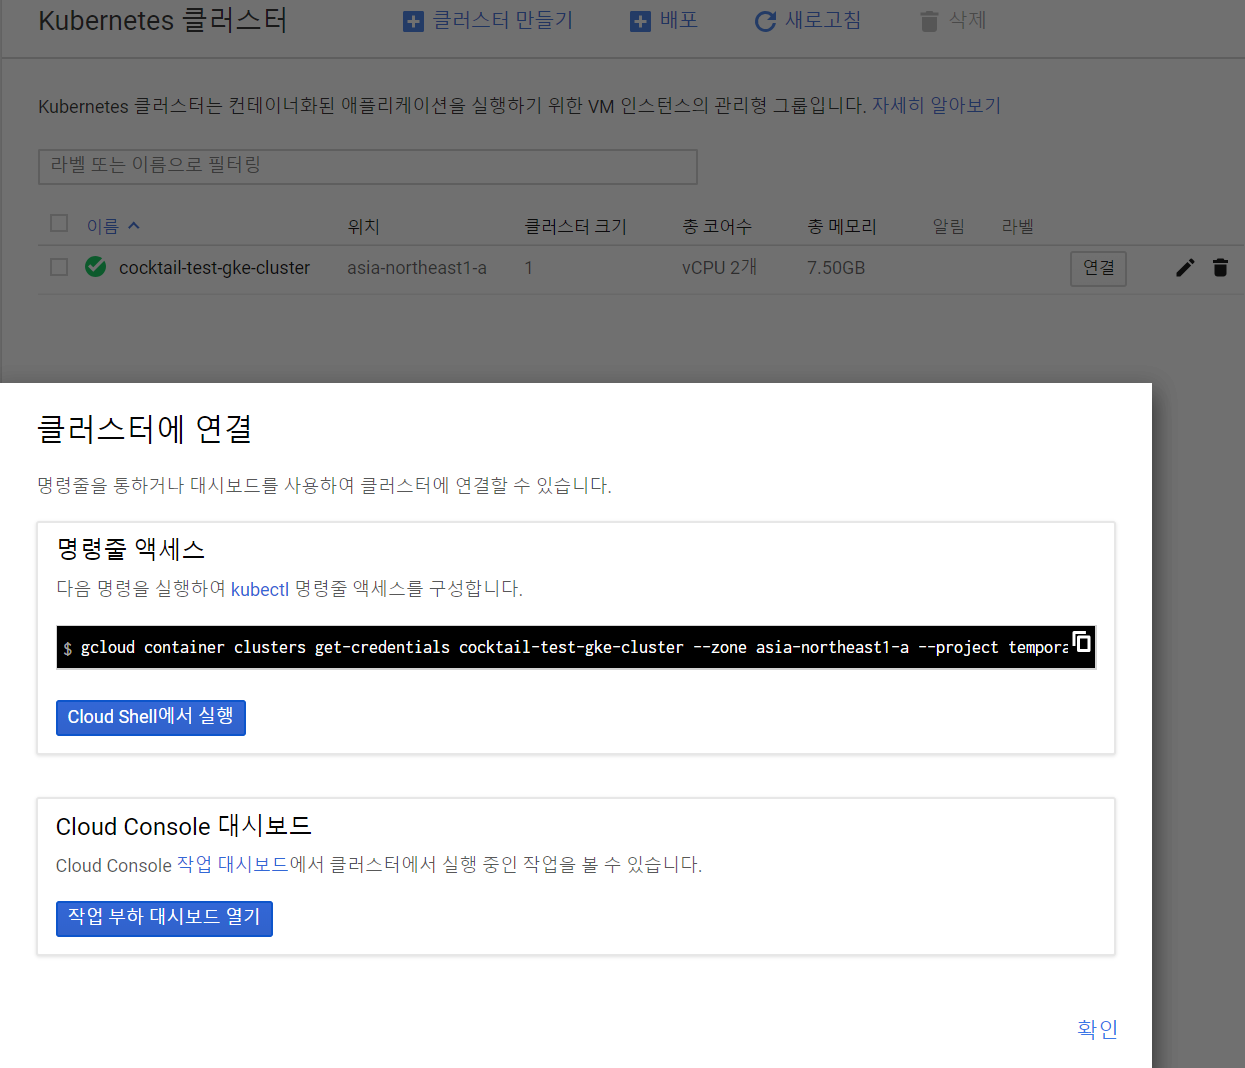 Kubernetes 클러스터 클러스터 만들기 배포 새로고침 삭제
Kubernetes 클러스터는 컨테이너화된 애플리케이션을 실행하기 위한 VM 인스턴스의 관리형 그룹입니다. 자세히 알아보기
라벨 또는 이름으로 필터링
이름 위치 클러스터 크기 총 코어수 총 메모리 알림 라벨
cocktail-test-gke-cluster asia-northeast1-a 1 vCPU 2개 7.50GB 연결
클러스터에 연결
명령줄을 통하거나 대시보드를 사용하여 클러스터에 연결할 수 있습니다.
명령줄 액세스
다음 명령을 실행하여 kubectl 명령줄 액세스를 구성합니다.
$ gcloud container clusters get-credentials cocktail-test-gke-cluster --zone asia-northeast1-a --project tempora
Cloud Shell에서 실행
Cloud Console 대시보드
Cloud Console 작업 대시보드에서 클러스터에서 실행 중인 작업을 볼 수 있습니다.
작업 부하 대시보드 열기
확인